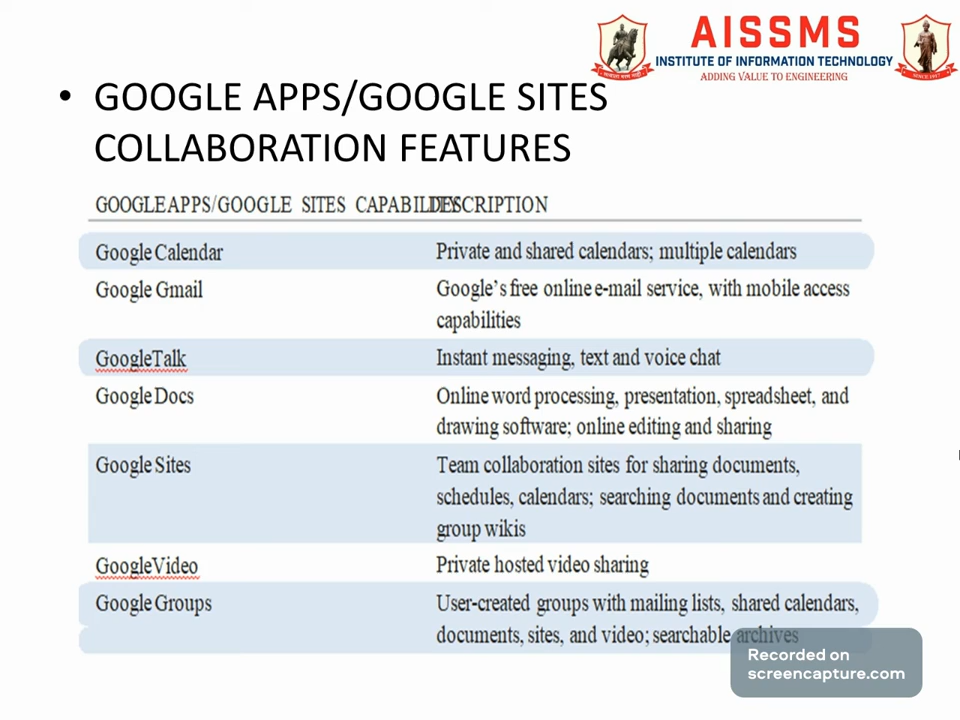 AISSMS
INSTITUTE OF INFORMATION TECHNOLOGY
ADDING VALUE TO ENGINEERING
• GOOGLE APPS/GOOGLE SITES
COLLABORATION FEATURES
GOOGLEAPPS/GOOGLE SITES CAPABILITY DESCRIPTION
Google Calendar Private and shared calendars; multiple calendars
Google Gmail Google's free online e-mail service, with mobile access
capabilities
GoogleTalk Instant messaging, text and voice chat
Google Docs Online word processing, presentation, spreadsheet, and
drawing software; online editing and sharing
Google Sites Team collaboration sites for sharing documents,
schedules, calendars; searching documents and creating
group wikis
GoogleVideo Private hosted video sharing
Google Groups User-created groups with mailing lists, shared calendars,
documents, sites, and video; searchable archives
Recorded on
screencapture.com